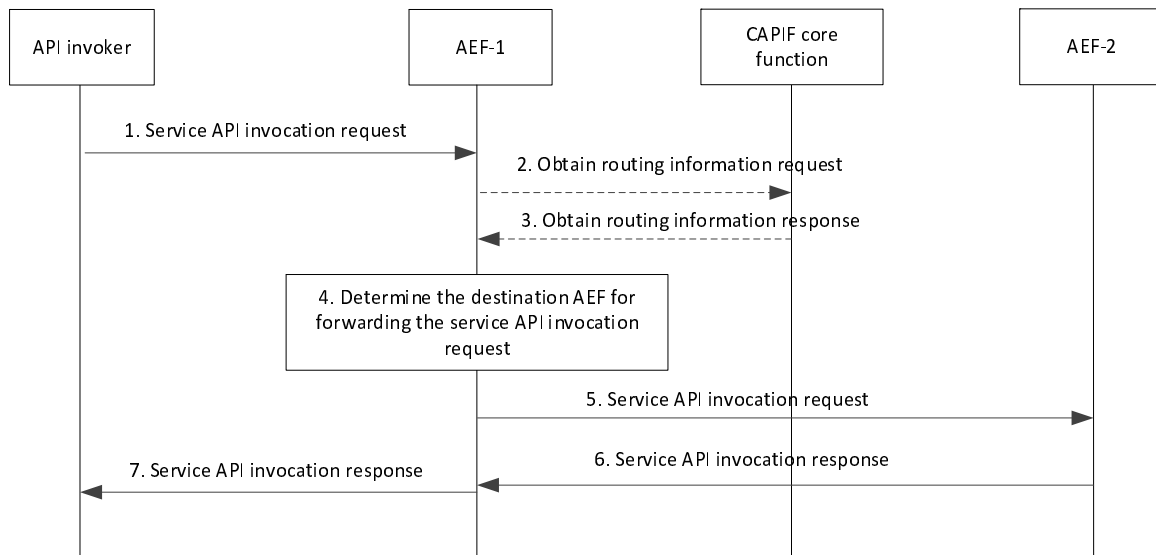 API invoker
AEF-1
CAPIF core
function
AEF-2
1. Service API invocation request
2. Obtain routing information request
3. Obtain routing information response
4. Determine the destination AEF for
forwarding the service API invocation
request
5. Service API invocation request
6. Service API invocation response
7. Service API invocation response